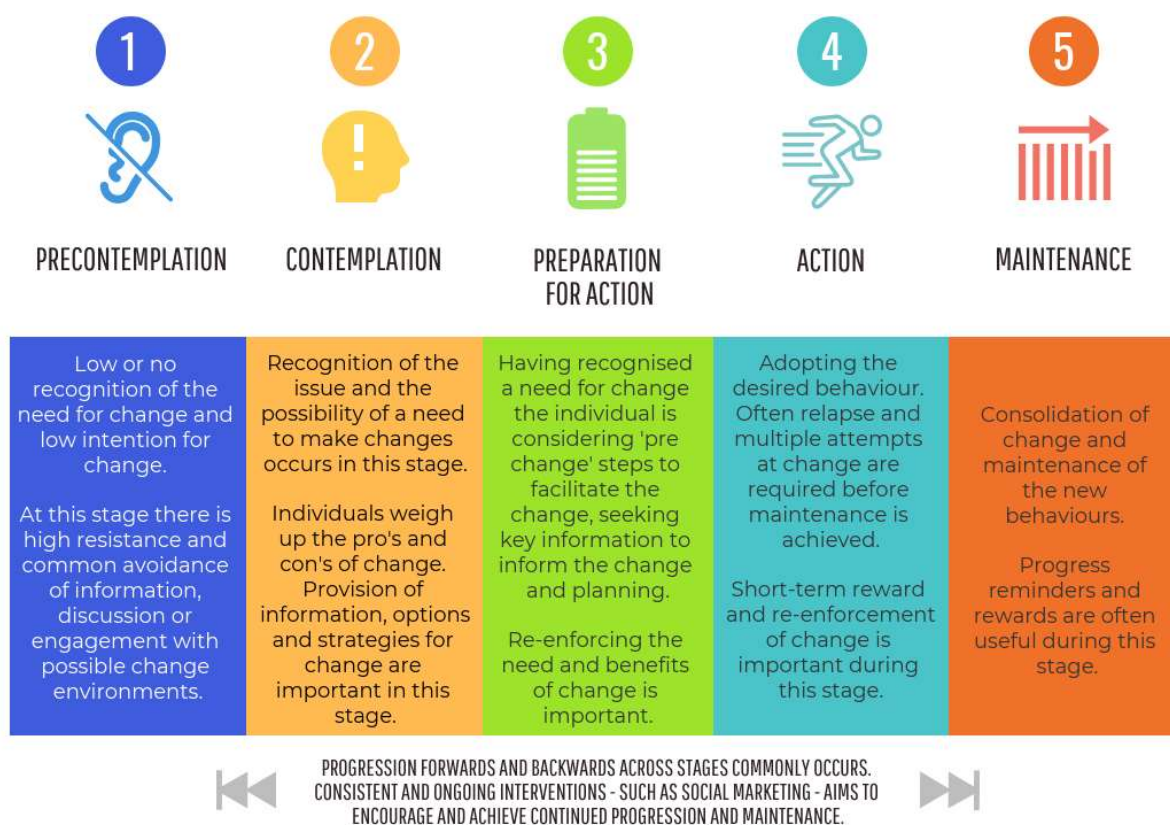 1
2
3
4
5
!
PRECONTEMPLATION
CONTEMPLATION
PREPARATION
FOR ACTION
ACTION
MAINTENANCE
Low or no
recognition of the
need for change and
low intention for
change.
At this stage there is
high resistance and
common avoidance
of information,
discussion or
engagement with
possible change
environments.
Recognition of the
issue and the
possibility of a need
to make changes
occurs in this stage.
Individuals weigh
up the pro's and
con's of change.
Provision of
information, options
and strategies for
change are
important in this
stage.
Having recognised
a need for change
the individual is
considering 'pre
change' steps to
facilitate the
change, seeking
key information to
inform the change
and planning.
Re-enforcing the
need and benefits
of change is
important.
Adopting the
desired behaviour.
Often relapse and
multiple attempts
at change are
required before
maintenance is
achieved.
Short-term reward
and re-enforcement
of change is
important during
this stage.
Consolidation of
change and
maintenance of
the new
behaviours.
Progress
reminders and
rewards are often
useful during this
stage.
PROGRESSION FORWARDS AND BACKWARDS ACROSS STAGES COMMONLY OCCURS.
CONSISTENT AND ONGOING INTERVENTIONS - SUCH AS SOCIAL MARKETING - AIMS TO
ENCOURAGE AND ACHIEVE CONTINUED PROGRESSION AND MAINTENANCE.